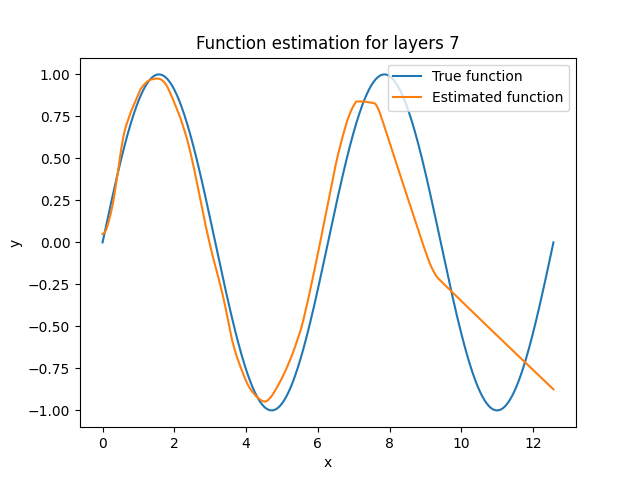 Function estimation for layers 7
True function
Estimated function
1.00
0.75
0.50
0.25
0.00
−0.25
−0.50
−0.75
−1.00
y
0 2 4 6 8 10 12
x